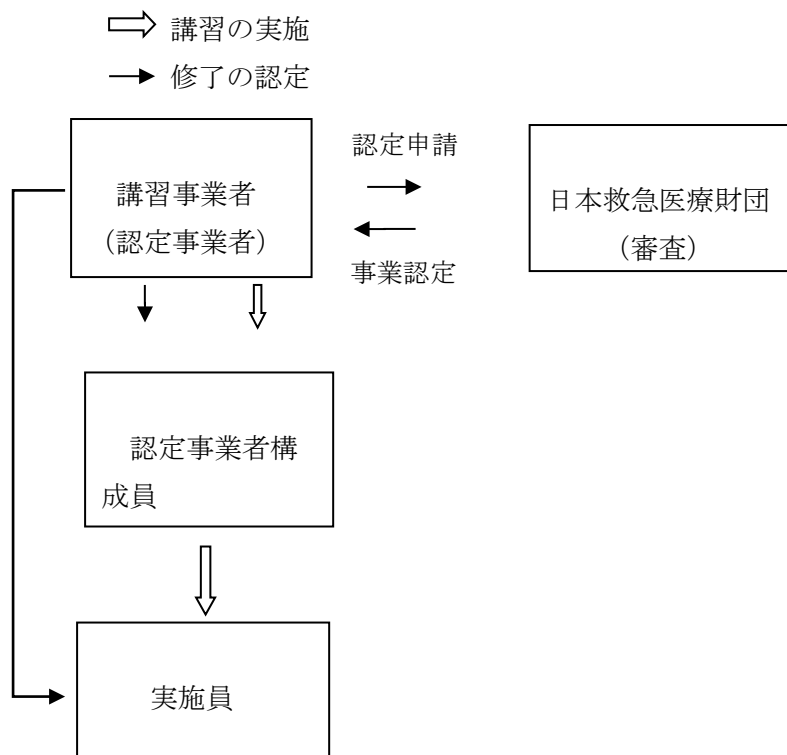 講習の実施
修了の認定
認定申請
講習事業者
(認定事業者)
日本救急医療財団
(審査)
事業認定
認定事業者構
成員
実施員